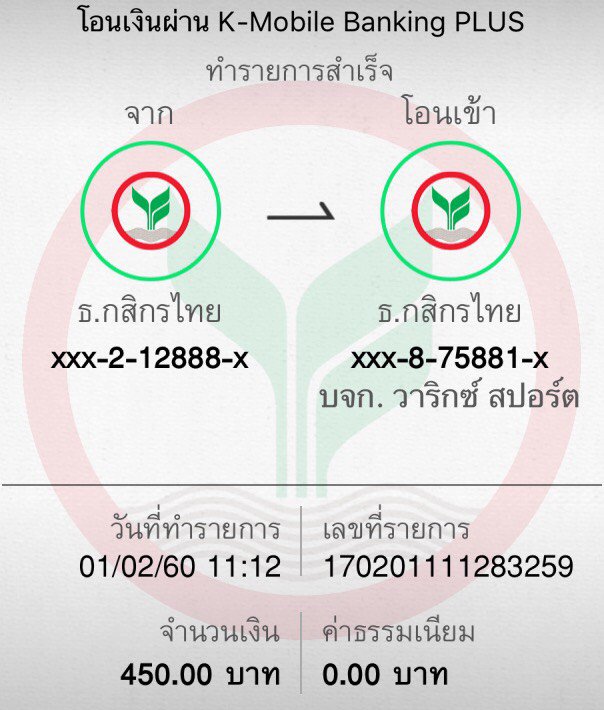 โอนเงินผ่าน K-Mobile Banking PLUS
ทำรายการสำเร็จ
จาก
โอนเข้า
ธ.กสิกรไทย
ธ.กสิกรไทย
xxx-2-12888-x
xxx-8-75881-x
บจก. วาริกซ์ สปอร์ต
วันที่ทำรายการ
เลขที่รายการ
01/02/60 11:12
170201111283259
จำนวนเงิน
ค่าธรรมเนียม
450.00 บาท
0.00 บาท